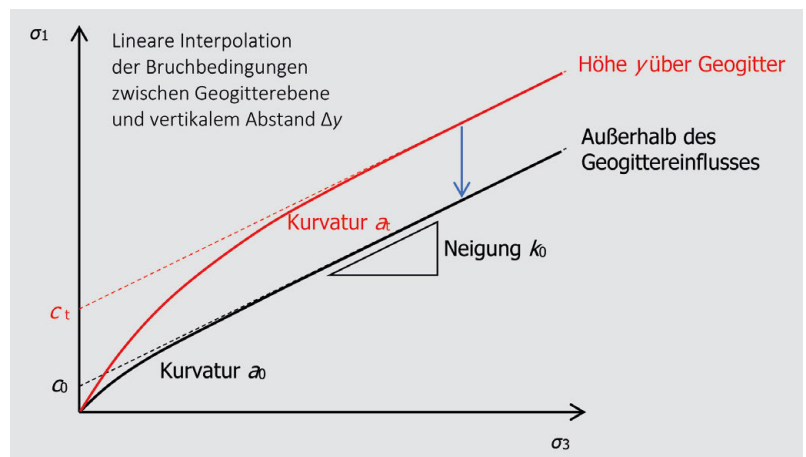 σ1
Lineare Interpolation
der Bruchbedingungen
zwischen Geogitterebene
und vertikalem Abstand Δy
Höhe y über Geogitter
Außerhalb des
Geogittereinflusses
Kurvatur at
Neigung k0
ct
c0
Kurvatur a0
σ3